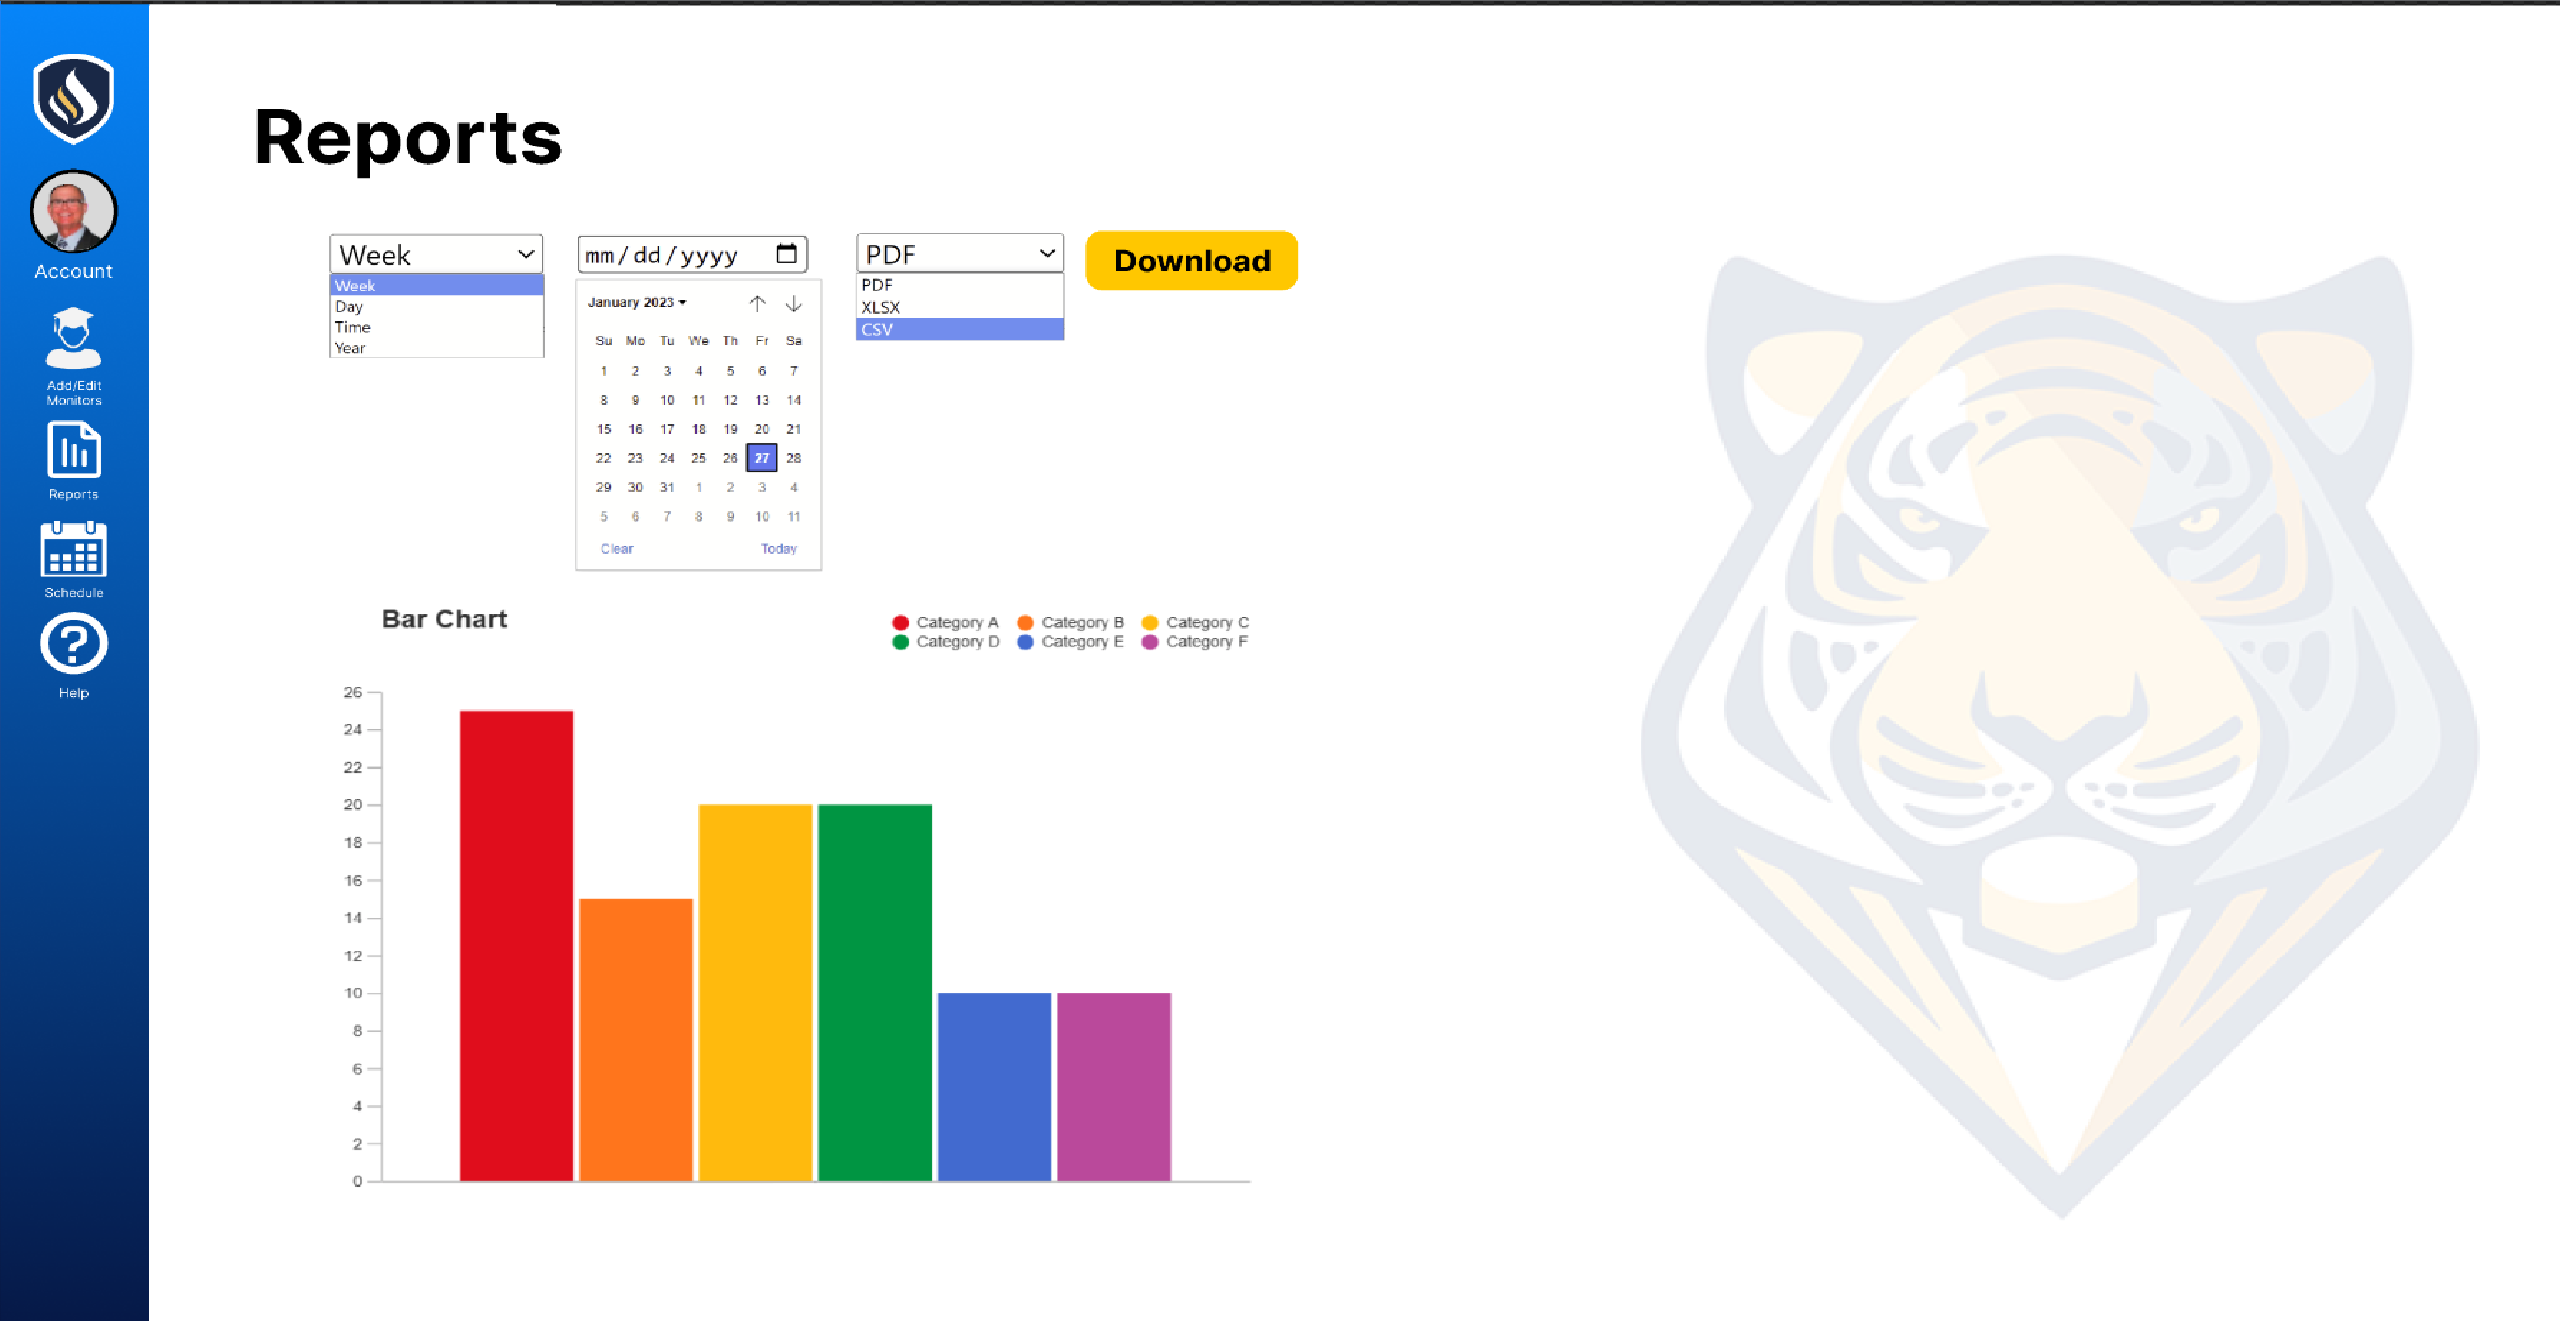 Reports
Account
Add/Edit
Monitors
Reports
Schedule
?
Help
Week
Week
Day
Time
Year
mm/dd/yyyy
January 2023
Su Mo Tu We Th Fr Sa
1 2 3 4 5 6 7
8 9 10 11 12 13 14
15 16 17 18 19 20 21
22 23 24 25 26 27 28
29 30 31 1 2 3 4
5 6 7 8 9 10 11
Clear Today
PDF
PDF
XLSX
CSV
Download
Bar Chart
Category A Category B Category C
Category D Category E Category F
26
24
22
20
18
16
14
12
10
8
6
4
2
0